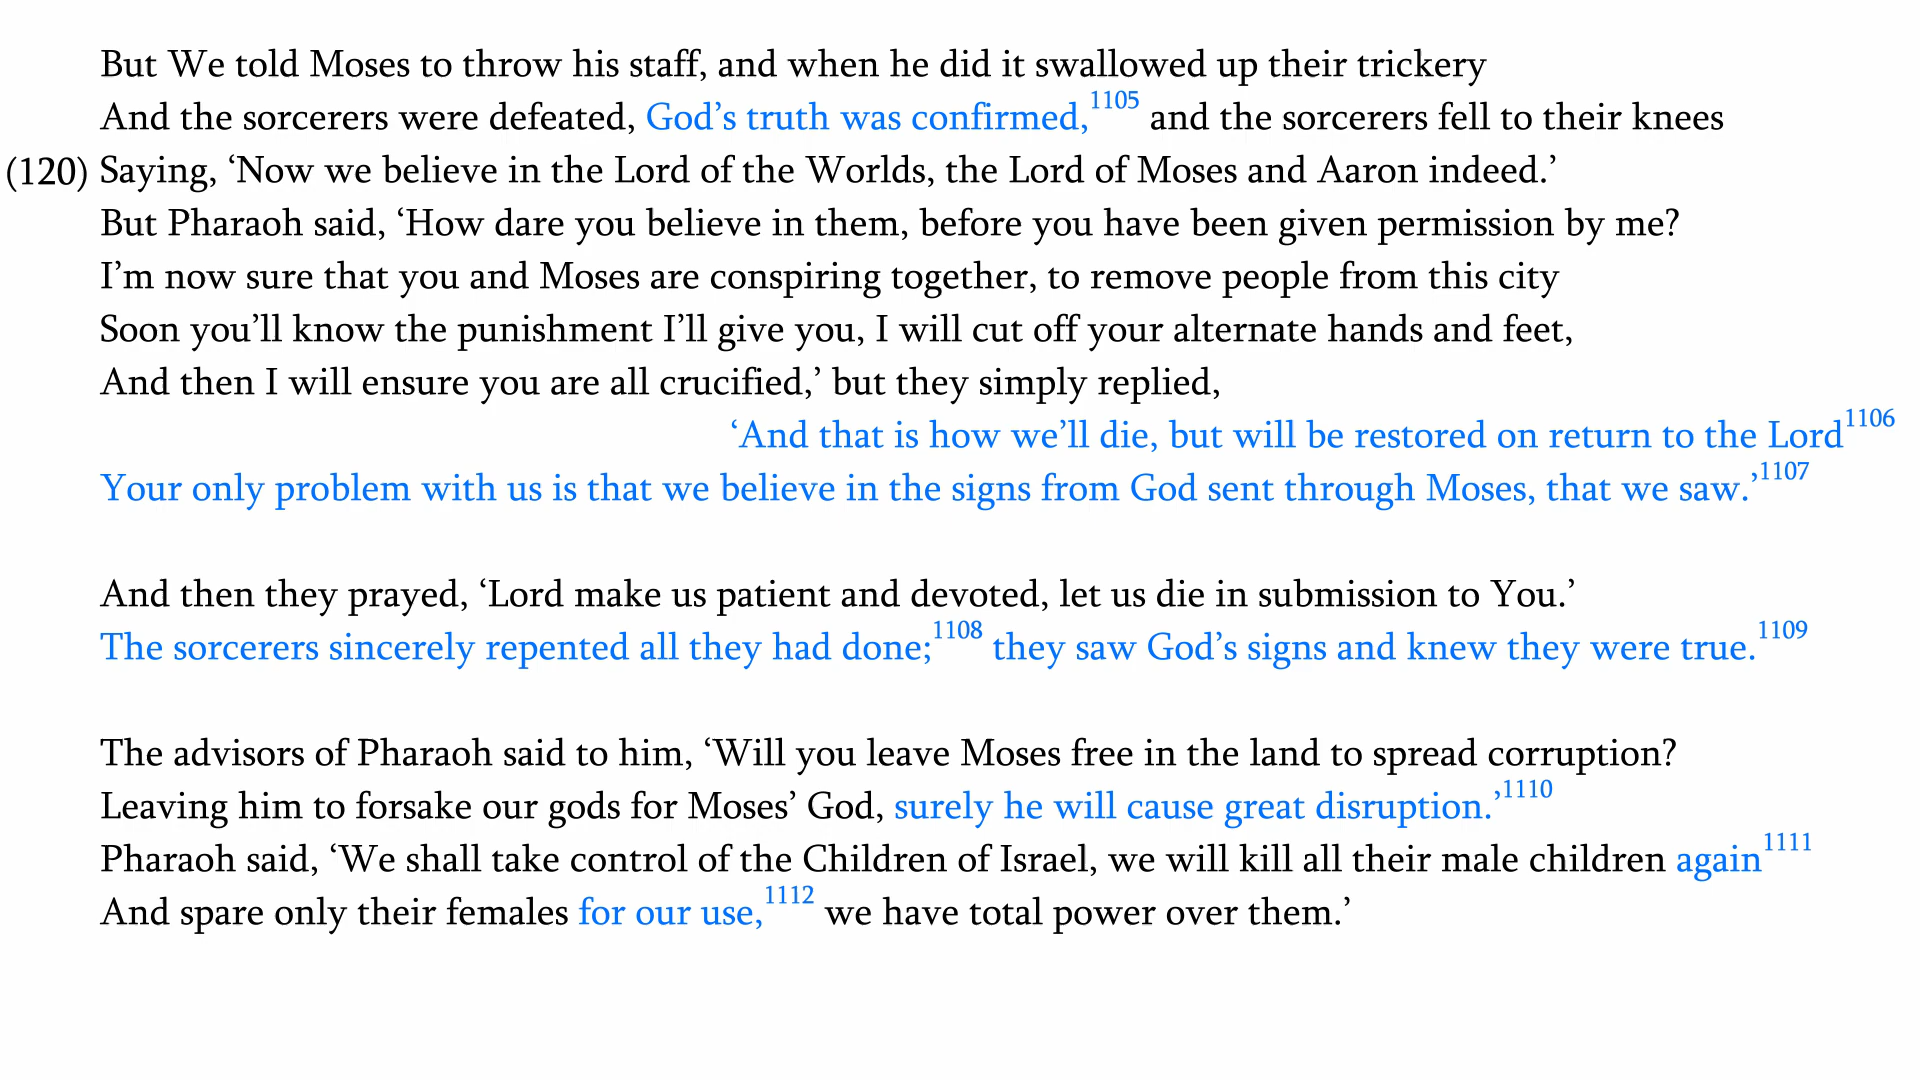 But We told Moses to throw his staff, and when he did it swallowed up their trickery
And the sorcerers were defeated, God’s truth was confirmed,1105 and the sorcerers fell to their knees
(120) Saying, ‘Now we believe in the Lord of the Worlds, the Lord of Moses and Aaron indeed.’
But Pharaoh said, ‘How dare you believe in them, before you have been given permission by me?
I’m now sure that you and Moses are conspiring together, to remove people from this city
Soon you’ll know the punishment I’ll give you, I will cut off your alternate hands and feet,
And then I will ensure you are all crucified,’ but they simply replied,
‘And that is how we’ll die, but will be restored on return to the Lord1106
Your only problem with us is that we believe in the signs from God sent through Moses, that we saw.’1107
And then they prayed, ‘Lord make us patient and devoted, let us die in submission to You.’
The sorcerers sincerely repented all they had done;1108 they saw God’s signs and knew they were true.1109
The advisors of Pharaoh said to him, ‘Will you leave Moses free in the land to spread corruption?
Leaving him to forsake our gods for Moses’ God, surely he will cause great disruption.’1110
Pharaoh said, ‘We shall take control of the Children of Israel, we will kill all their male children again1111
And spare only their females for our use,1112 we have total power over them.’